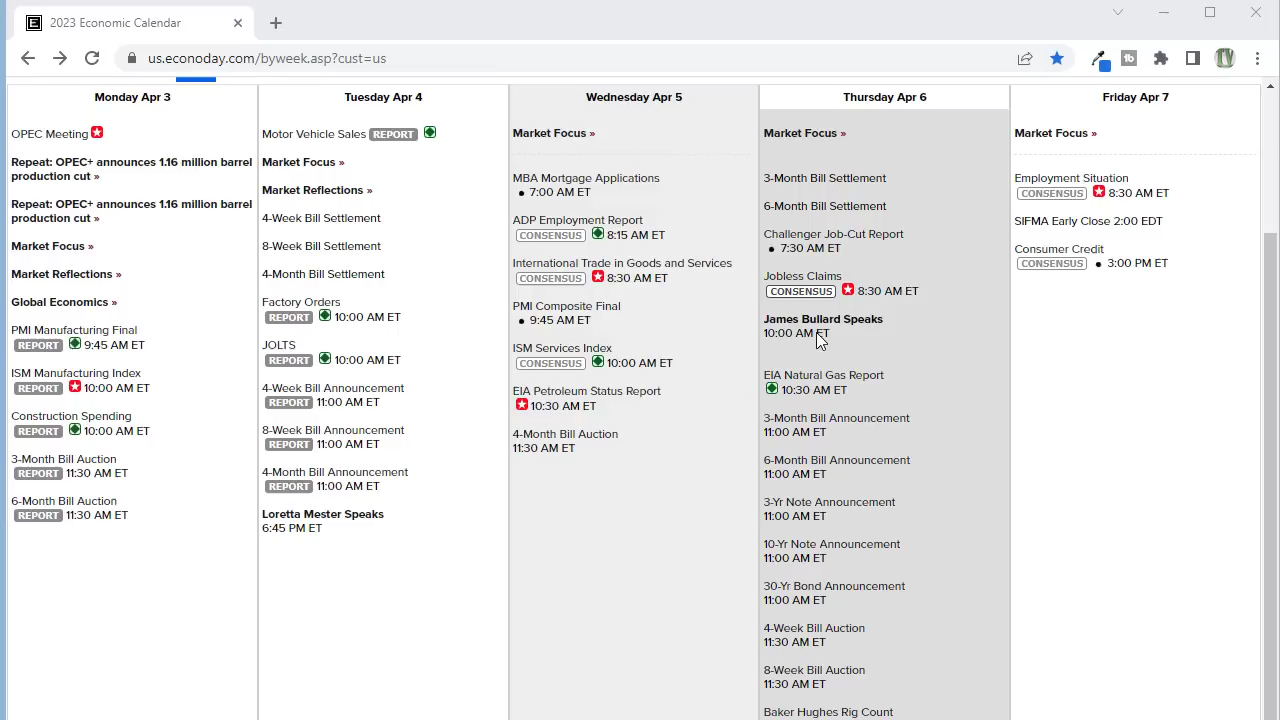 2023 Economic Calendar
us.econoday.com/byweek.asp?cust=us
Monday Apr 3
OPEC Meeting
Repeat: OPEC+ announces 1.16 million barrel
production cut »
Repeat: OPEC+ announces 1.16 million barrel
production cut »
Market Focus »
Market Reflections »
Global Economics »
PMI Manufacturing Final
REPORT 9:45 AM ET
ISM Manufacturing Index
REPORT 10:00 AM ET
Construction Spending
REPORT 10:00 AM ET
3-Month Bill Auction
REPORT 11:30 AM ET
6-Month Bill Auction
REPORT 11:30 AM ET
Tuesday Apr 4
Motor Vehicle Sales REPORT
Market Focus »
Market Reflections »
4-Week Bill Settlement
8-Week Bill Settlement
4-Month Bill Settlement
Factory Orders
REPORT 10:00 AM ET
JOLTS
REPORT 10:00 AM ET
4-Week Bill Announcement
REPORT 11:00 AM ET
8-Week Bill Announcement
REPORT 11:00 AM ET
4-Month Bill Announcement
REPORT 11:00 AM ET
Loretta Mester Speaks
6:45 PM ET
Wednesday Apr 5
Market Focus »
MBA Mortgage Applications
• 7:00 AM ET
ADP Employment Report
CONSENSUS 8:15 AM ET
International Trade in Goods and Services
CONSENSUS 8:30 AM ET
PMI Composite Final
• 9:45 AM ET
ISM Services Index
CONSENSUS 10:00 AM ET
EIA Petroleum Status Report
10:30 AM ET
4-Month Bill Auction
11:30 AM ET
Thursday Apr 6
Market Focus »
3-Month Bill Settlement
6-Month Bill Settlement
Challenger Job-Cut Report
• 7:30 AM ET
Jobless Claims
CONSENSUS 8:30 AM ET
James Bullard Speaks
10:00 AM ET
EIA Natural Gas Report
10:30 AM ET
3-Month Bill Announcement
11:00 AM ET
6-Month Bill Announcement
11:00 AM ET
3-Yr Note Announcement
11:00 AM ET
10-Yr Note Announcement
11:00 AM ET
30-Yr Bond Announcement
11:00 AM ET
4-Week Bill Auction
11:30 AM ET
8-Week Bill Auction
11:30 AM ET
Baker Hughes Rig Count
Friday Apr 7
Market Focus »
Employment Situation
CONSENSUS 8:30 AM ET
SIFMA Early Close 2:00 EDT
Consumer Credit
CONSENSUS • 3:00 PM ET